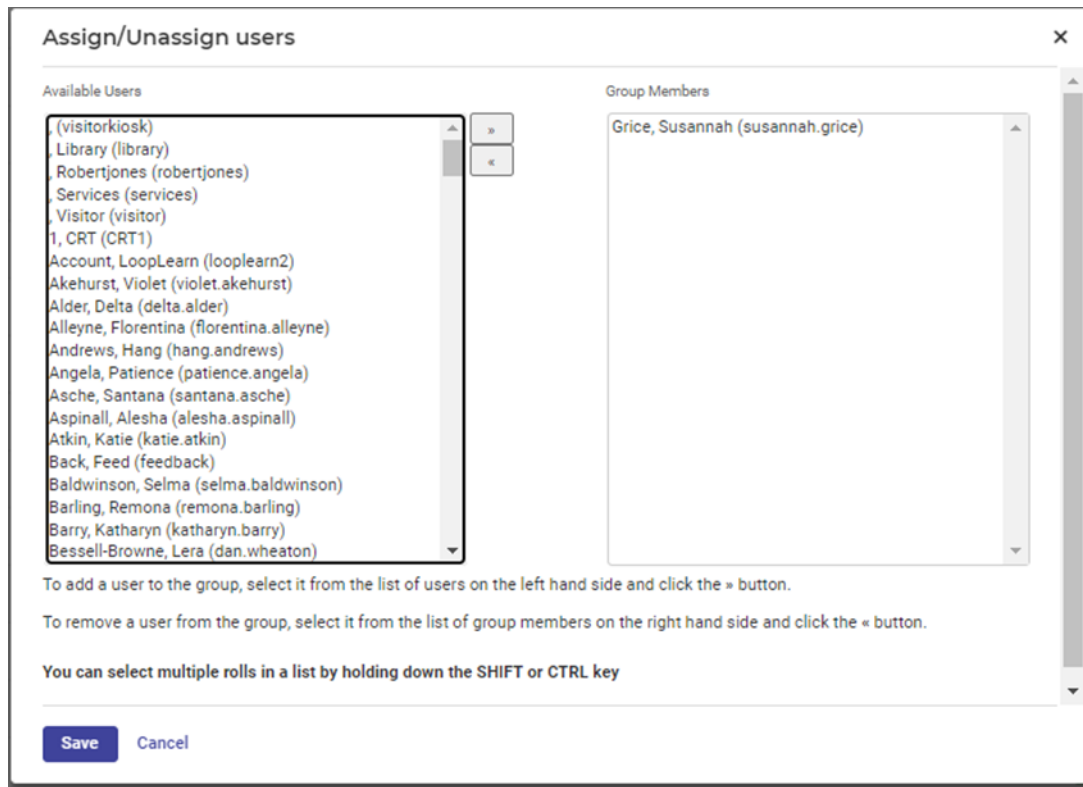 Assign/Unassign users
×
Available Users
Group Members
, (visitorkiosk)
, Library (library)
, Robertjones (robertjones)
, Services (services)
, Visitor (visitor)
1, CRT (CRT1)
Account, LoopLearn (looplearn2)
Akehurst, Violet (violet.akehurst)
Alder, Delta (delta.alder)
Alleyne, Florentina (florentina.alleyne)
Andrews, Hang (hang.andrews)
Angela, Patience (patience.angela)
Asche, Santana (santana.asche)
Aspinall, Alesha (alesha.aspinall)
Atkin, Katie (katie.atkin)
Back, Feed (feedback)
Baldwinson, Selma (selma.baldwinson)
Barling, Remona (remona.barling)
Barry, Katharyn (katharyn.barry)
Bessell-Browne, Lera (dan.wheaton)
»
«
Grice, Susannah (susannah.grice)
To add a user to the group, select it from the list of users on the left hand side and click the » button.
To remove a user from the group, select it from the list of group members on the right hand side and click the « button.
You can select multiple rolls in a list by holding down the SHIFT or CTRL key
Save
Cancel